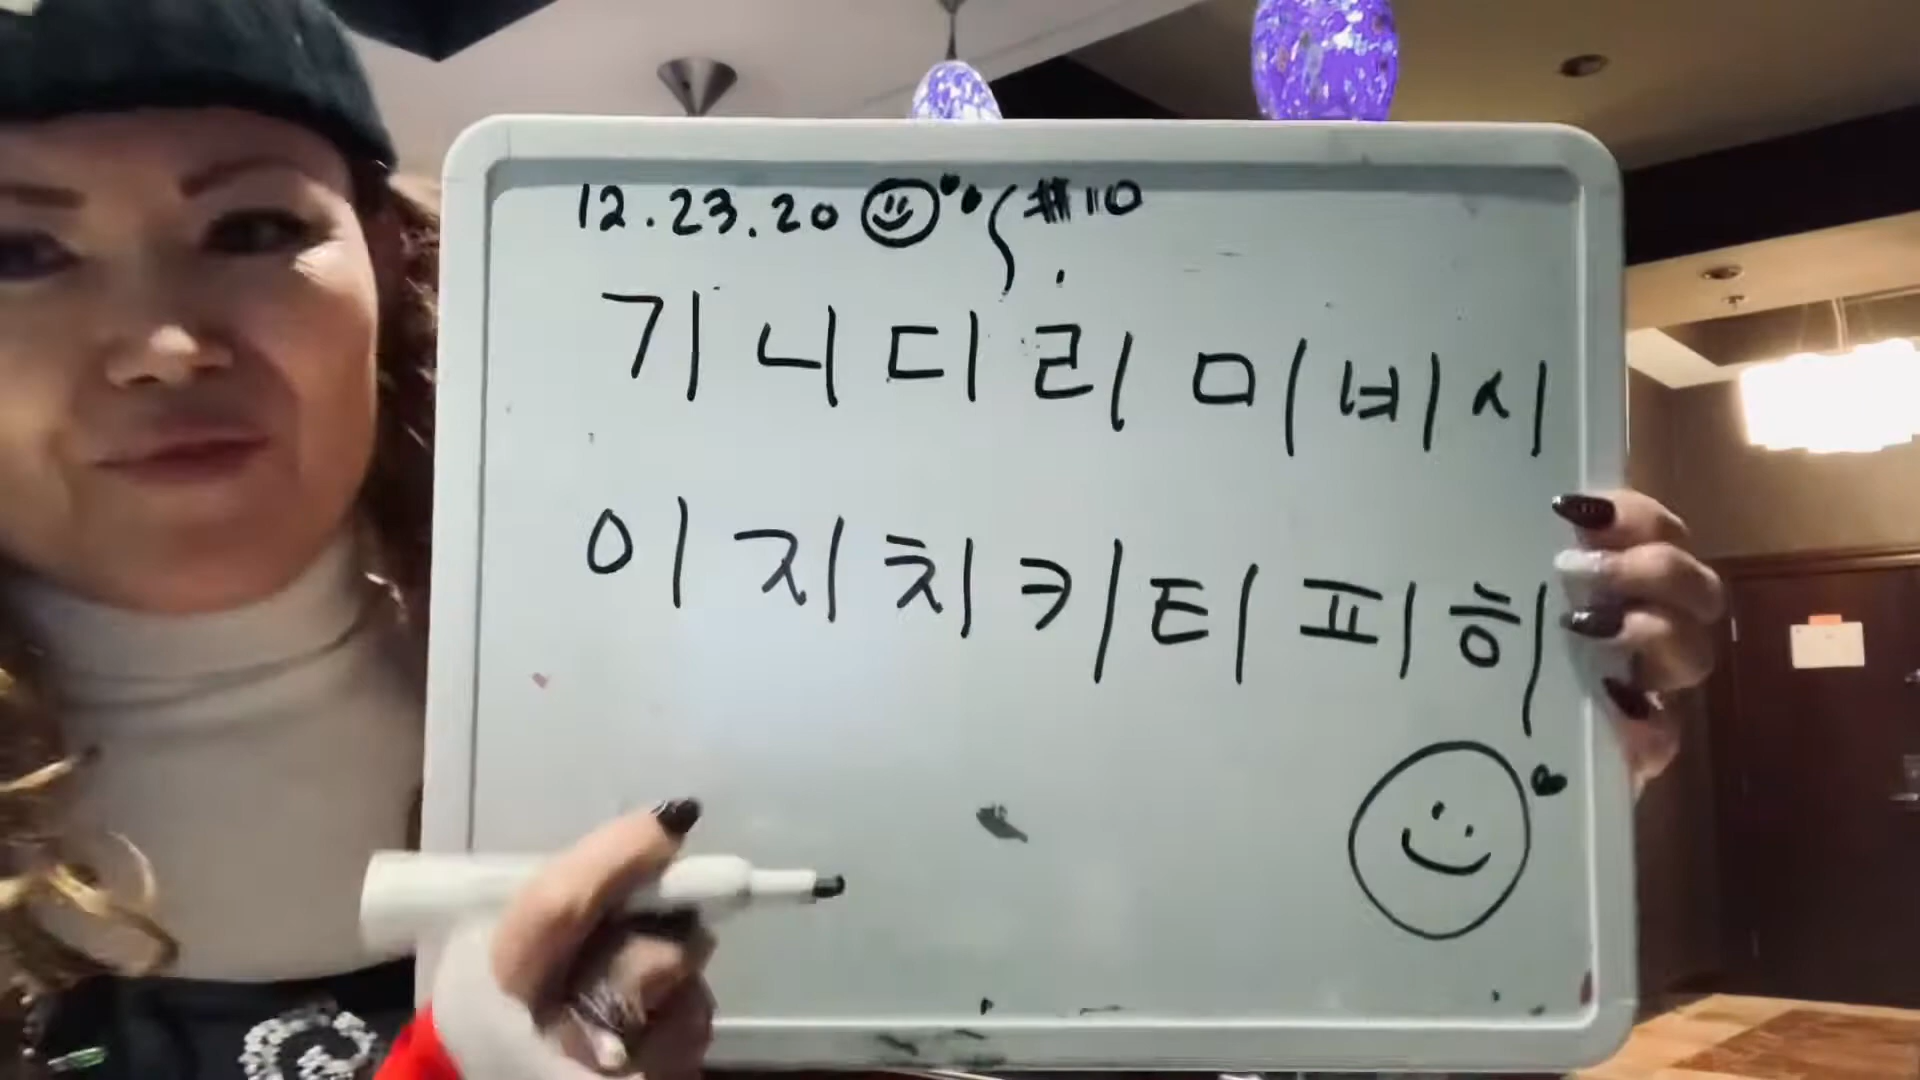 12.23.20 #10
기 니 디 리 미 비 시
이 지 치 키 티 피 히